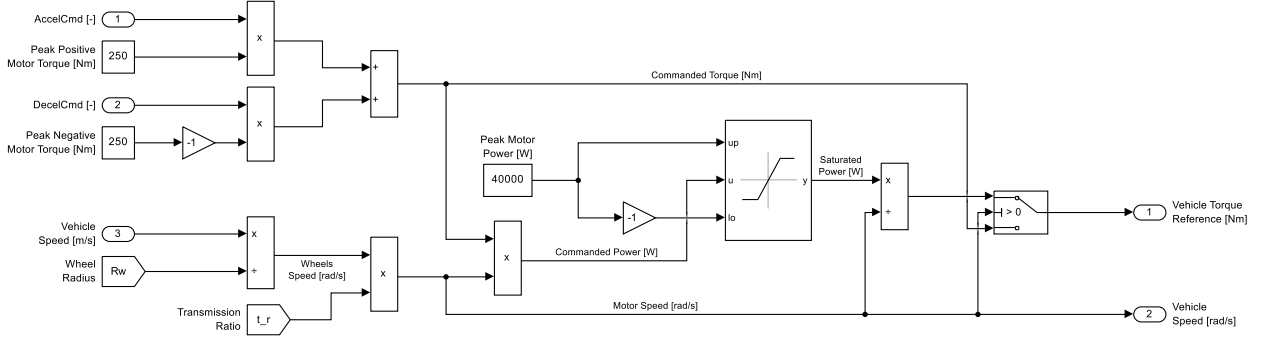 AccelCmd [-]
1
x
Peak Positive
Motor Torque [Nm]
250
+
+
DecelCmd [-]
2
x
Peak Negative
Motor Torque [Nm]
250
-1
Commanded Torque [Nm]
Peak Motor
Power [W]
40000
-1
up
u
lo
y
Saturated
Power [W]
x
÷
> 0
1
Vehicle Torque
Reference [Nm]
Vehicle
Speed [m/s]
3
x
÷
Wheel
Radius
Rw
Wheels
Speed [rad/s]
Transmission
Ratio
t_r
x
x
Commanded Power [W]
Motor Speed [rad/s]
2
Vehicle
Speed [rad/s]